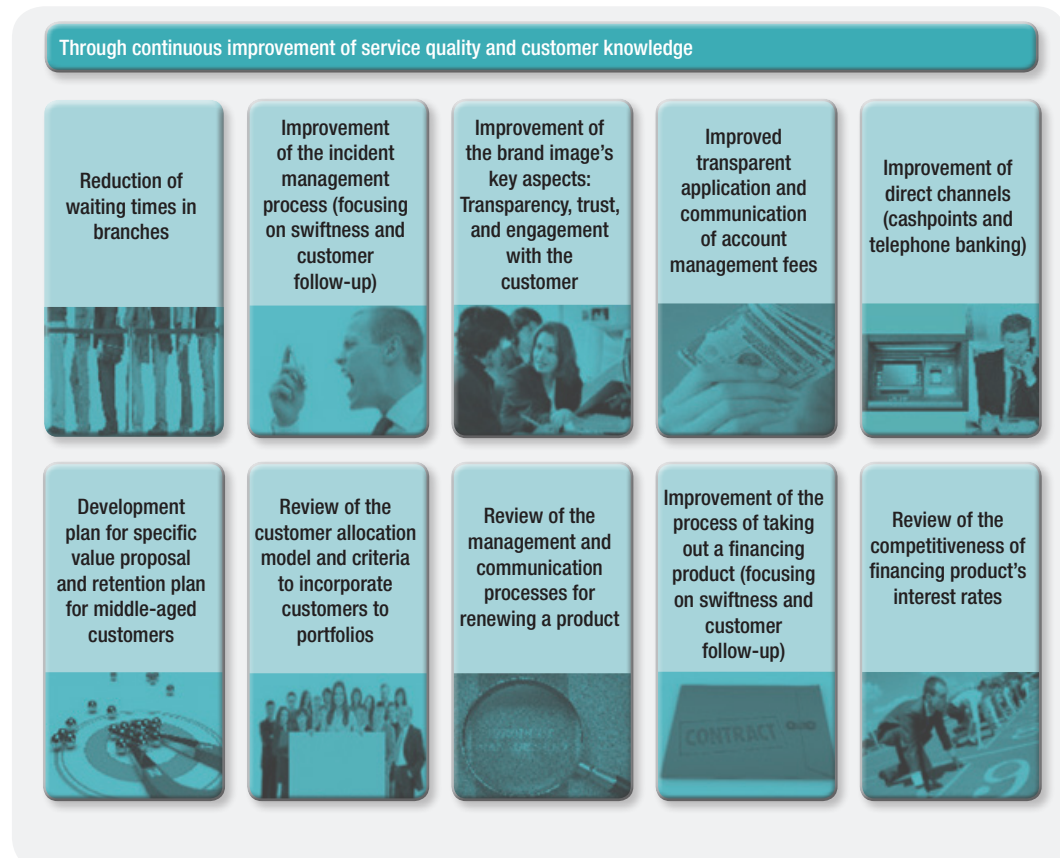 Through continuous improvement of service quality and customer knowledge
Reduction of
waiting times in
branches
Improvement
of the incident
management
process (focusing
on swiftness and
customer
follow-up)
Improvement of
the brand image's
key aspects:
Transparency, trust,
and engagement
with the
customer
Improved
transparent
application and
communication
of account
management fees
Improvement of
direct channels
(cashpoints and
telephone banking)
Development
plan for specific
value proposal
and retention plan
for middle-aged
customers
Review of the
customer allocation
model and criteria
to incorporate
customers to
portfolios
Review of the
management and
communication
processes for
renewing a product
Improvement of the
process of taking
out a financing
product (focusing
on swiftness and
customer
follow-up)
CONTRACT
Review of the
competitiveness of
financing product's
interest rates
6